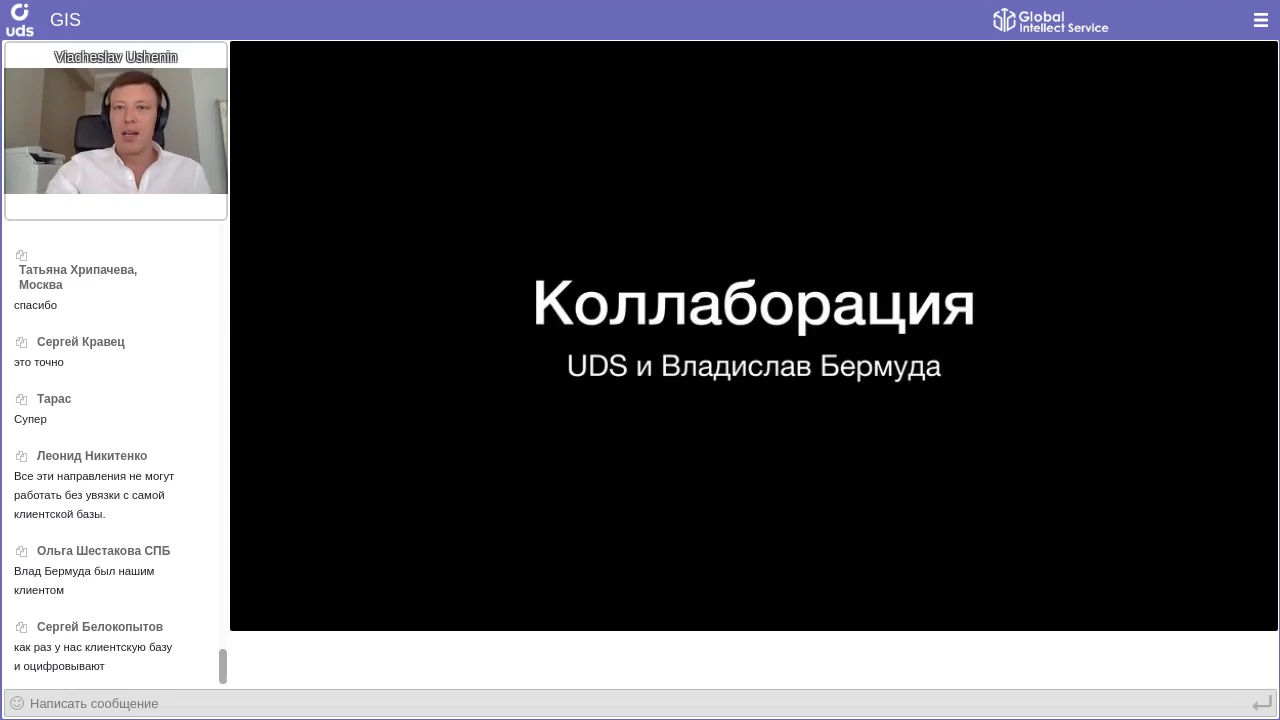 uds
GIS
Global
Intellect Service
Viacheslav Ushenin
Татьяна Хрипачева,
Москва
спасибо
Сергей Кравец
это точно
Тарас
Супер
Леонид Никитенко
Все эти направления не могут
работать без увязки с самой
клиентской базы.
Ольга Шестакова СПБ
Влад Бермуда был нашим
клиентом
Сергей Белокопытов
как раз у нас клиентскую базу
и оцифровывают
Коллаборация
UDS и Владислав Бермуда
Написать сообщение